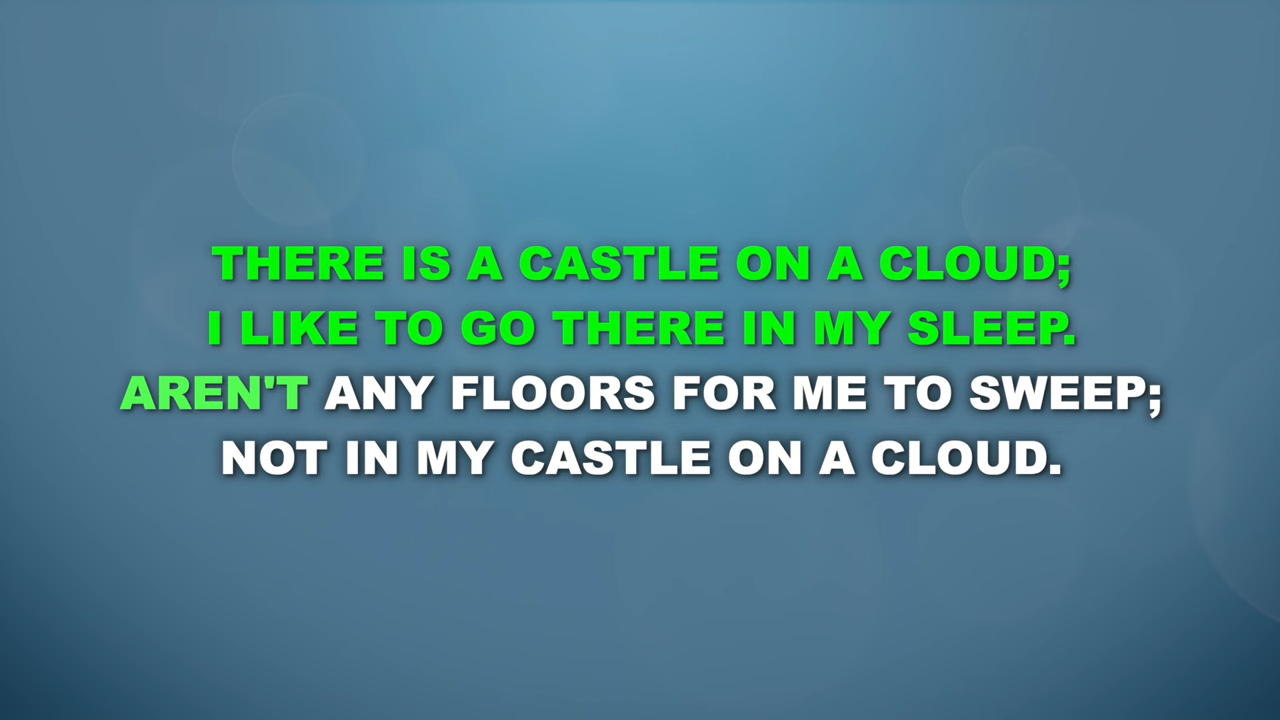 THERE IS A CASTLE ON A CLOUD;
I LIKE TO GO THERE IN MY SLEEP.
AREN'T ANY FLOORS FOR ME TO SWEEP;
NOT IN MY CASTLE ON A CLOUD.